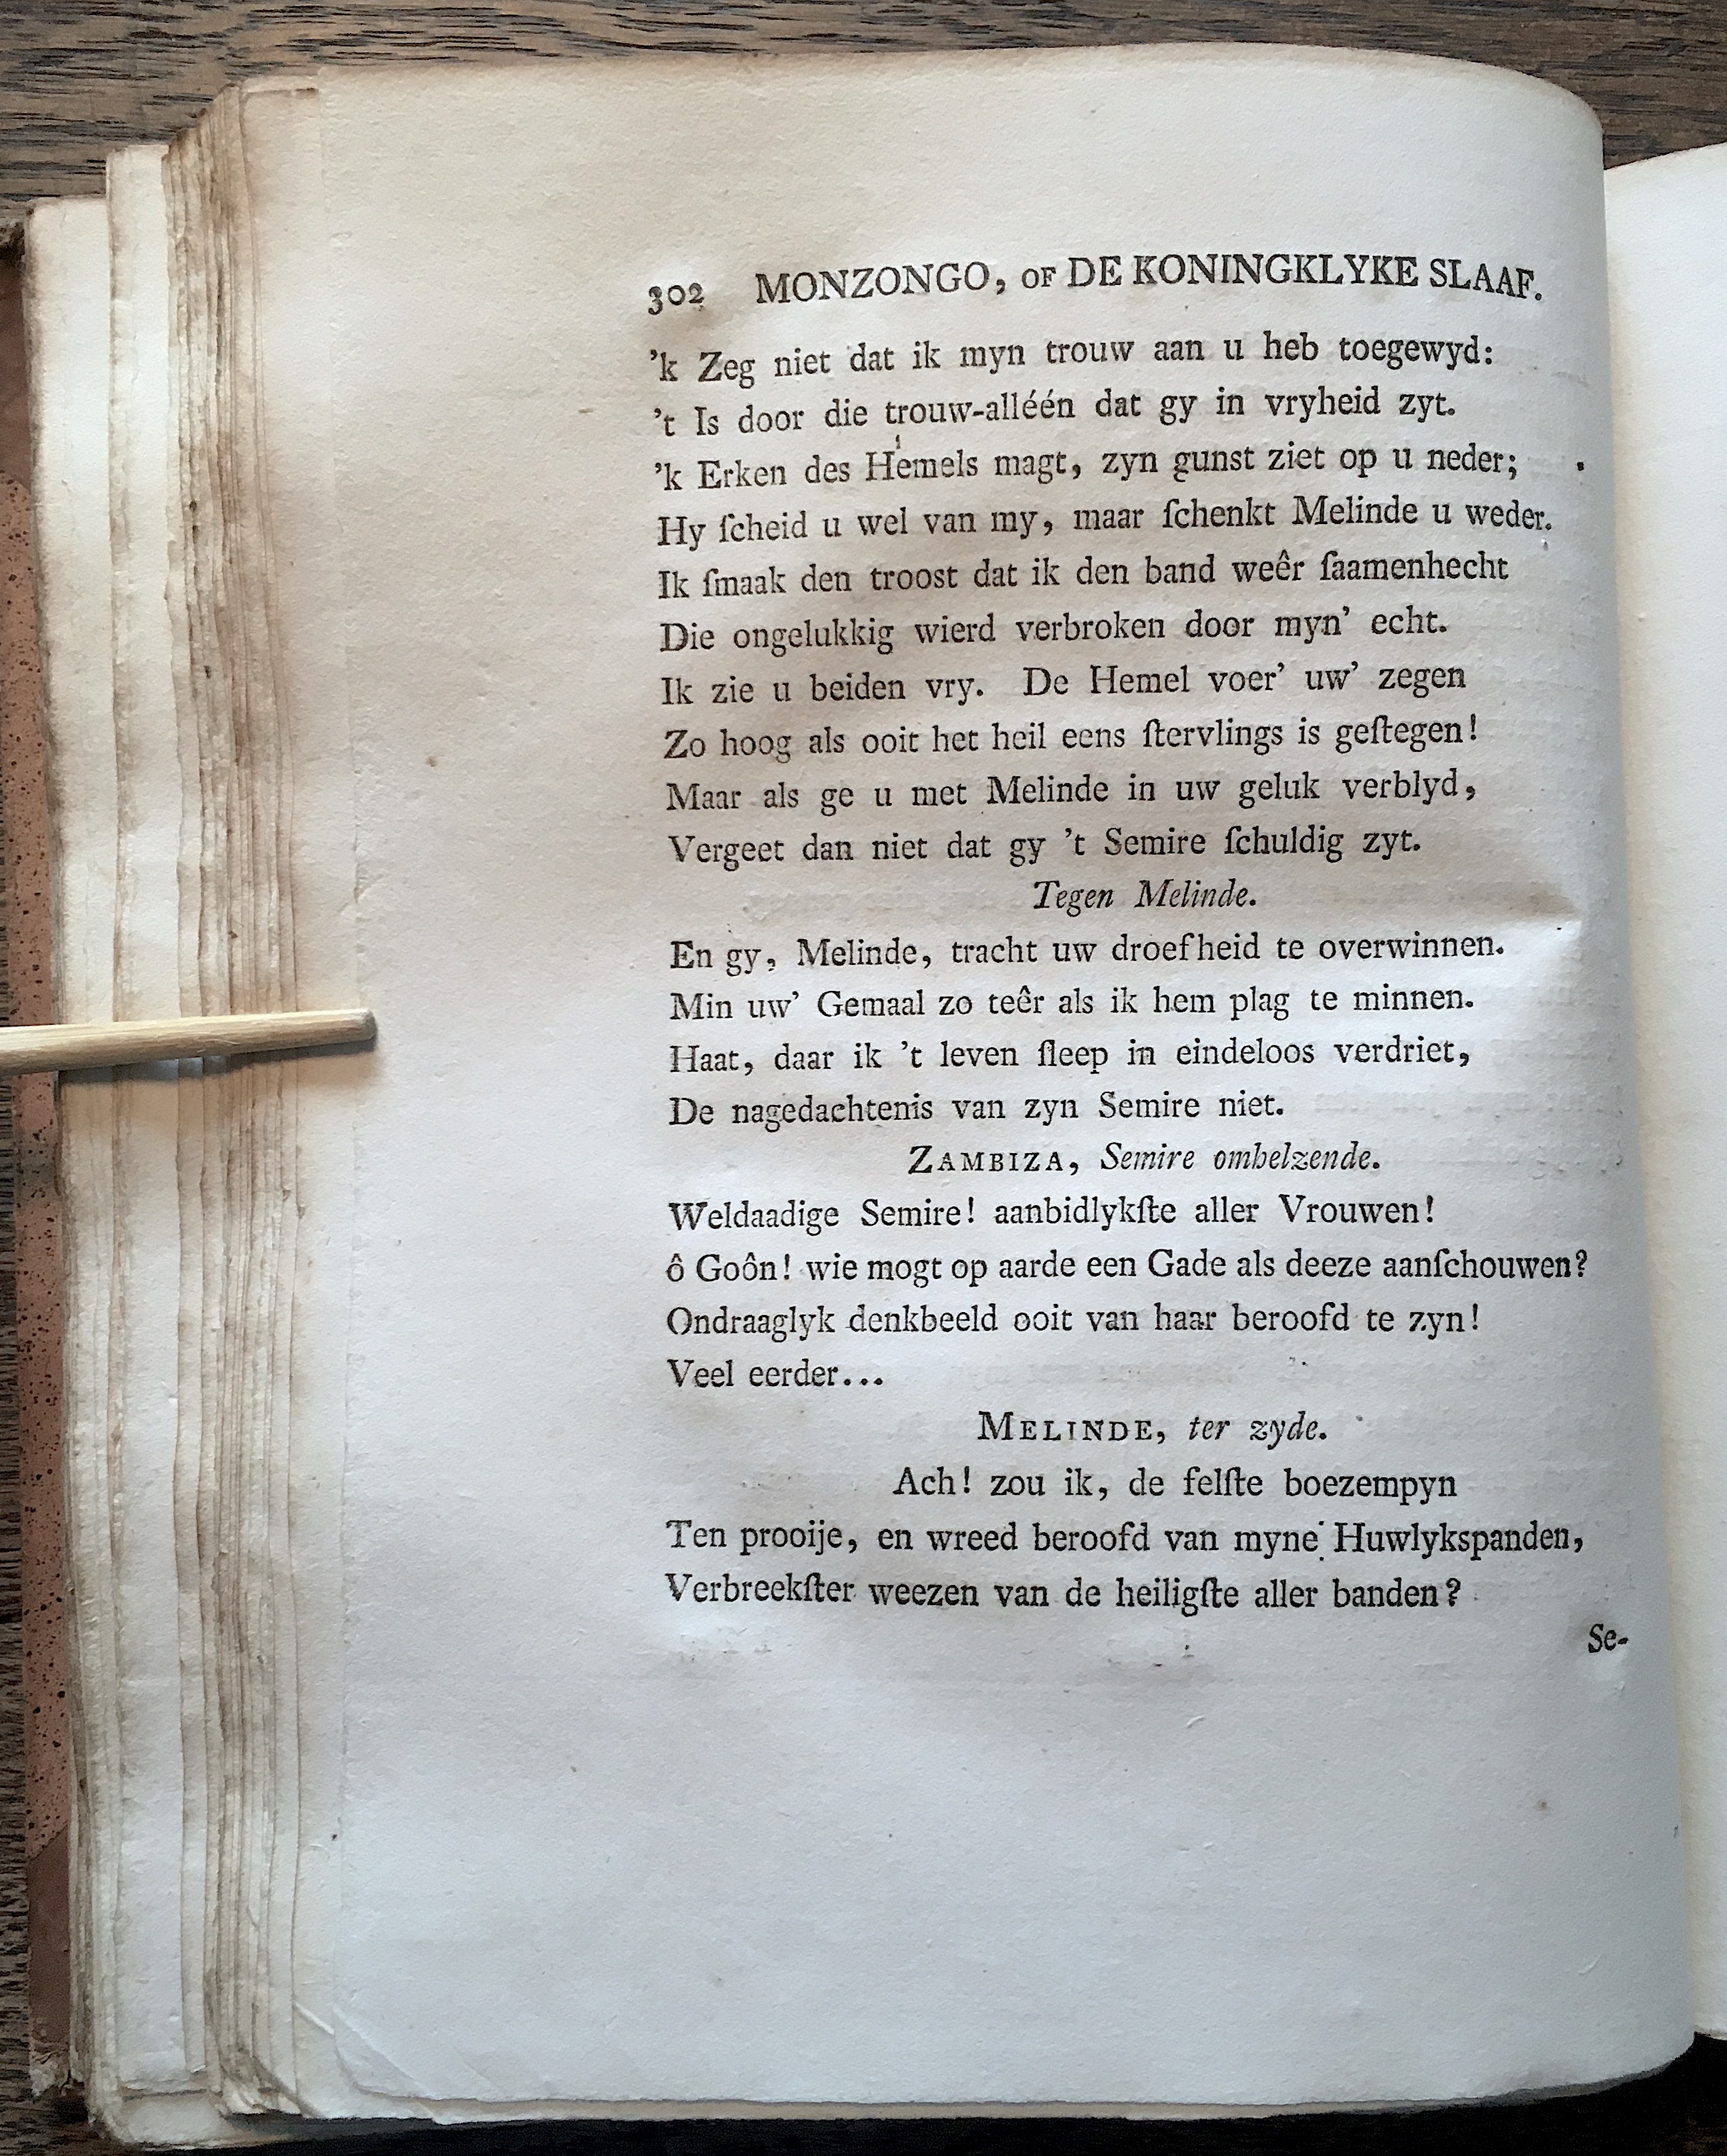 302 MONZONGO, OF DE KONINGKLYKE SLAAF.
’k Zeg niet dat ik myn trouw aan u heb toegewyd:
’t Is door die trouw-alléén dat gy in vryheid zyt.
’k Erken des Hemels magt, zyn gunst ziet op u neder;
Hy ſcheid u wel van my, maar ſchenkt Melinde u weder.
Ik ſmaak den troost dat ik den band weêr ſaamenhecht
Die ongelukkig wierd verbroken door myn’ echt.
Ik zie u beiden vry. De Hemel voer’ uw’ zegen
Zo hoog als ooit het heil eens ſtervlings is geſtegen!
Maar als ge u met Melinde in uw geluk verblyd,
Vergeet dan niet dat gy ’t Semire ſchuldig zyt.
Tegen Melinde.
En gy, Melinde, tracht uw droefheid te overwinnen.
Min uw’ Gemaal zo teêr als ik hem plag te minnen.
Haat, daar ik ’t leven ſleep in eindeloos verdriet,
De nagedachtenis van zyn Semire niet.
ZAMBIZA, Semire omhelzende.
Weldaadige Semire! aanbidlykſte aller Vrouwen!
ô Goôn! wie mogt op aarde een Gade als deeze aanſchouwen?
Ondraaglyk denkbeeld ooit van haar beroofd te zyn!
Veel eerder...
MELINDE, ter zyde.
Ach! zou ik, de felſte boezempyn
Ten prooije, en wreed beroofd van myne Huwlykspanden,
Verbreekſter weezen van de heiligſte aller banden?
Se-